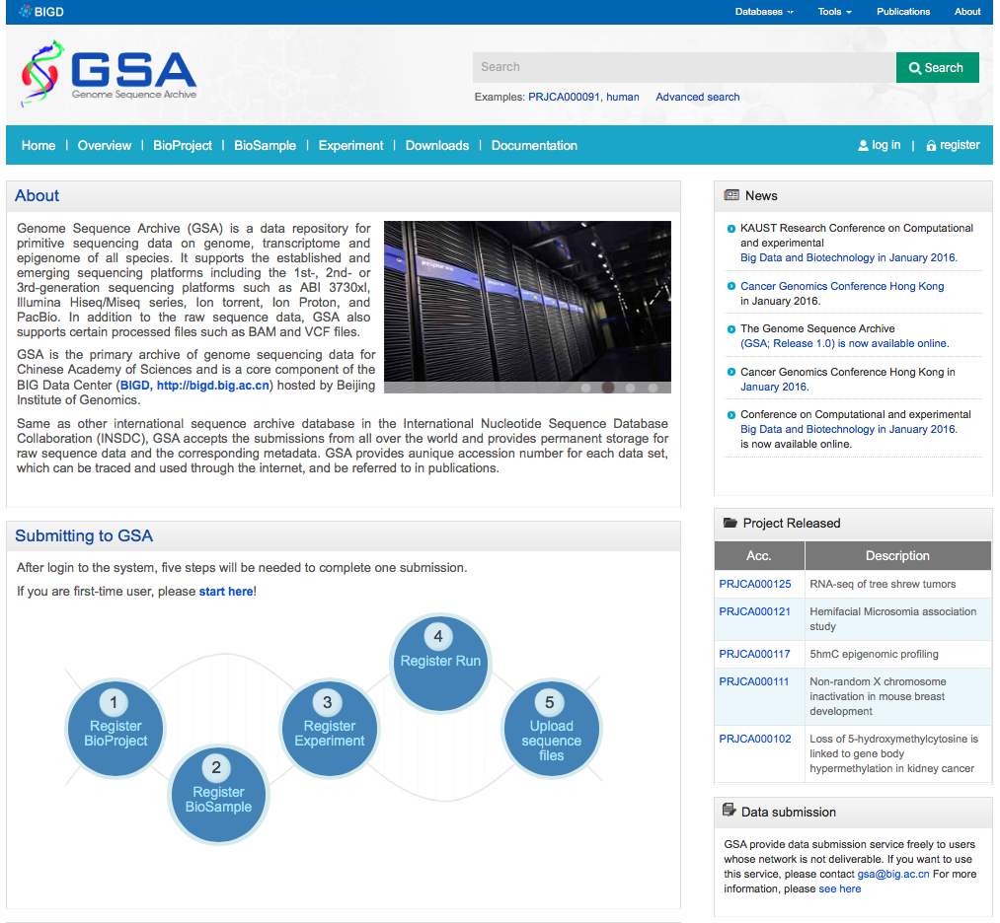 BIGD
Databases Tools Publications About
GSA
Genome Sequence Archive
Search
Search
Examples: PRJCA000091, human Advanced search
Home | Overview | BioProject | BioSample | Experiment | Downloads | Documentation
log in | register
About
Genome Sequence Archive (GSA) is a data repository for
primitive sequencing data on genome, transcriptome and
epigenome of all species. It supports the established and
emerging sequencing platforms including the 1st-, 2nd- or
3rd-generation sequencing platforms such as ABI 3730xl,
Illumina Hiseq/Miseq series, Ion torrent, Ion Proton, and
PacBio. In addition to the raw sequence data, GSA also
supports certain processed files such as BAM and VCF files.
GSA is the primary archive of genome sequencing data for
Chinese Academy of Sciences and is a core component of the
BIG Data Center (BIGD, http://bigd.big.ac.cn) hosted by Beijing
Institute of Genomics.
Same as other international sequence archive database in the International Nucleotide Sequence Database
Collaboration (INSDC), GSA accepts the submissions from all over the world and provides permanent storage for
raw sequence data and the corresponding metadata. GSA provides aunique accession number for each data set,
which can be traced and used through the internet, and be referred to in publications.
Submitting to GSA
After login to the system, five steps will be needed to complete one submission.
If you are first-time user, please start here!
1
Register
BioProject
2
Register
BioSample
3
Register
Experiment
4
Register Run
5
Upload
sequence
files
News
KAUST Research Conference on Computational
and experimental
Big Data and Biotechnology in January 2016.
Cancer Genomics Conference Hong Kong
in January 2016.
The Genome Sequence Archive
(GSA; Release 1.0) is now available online.
Cancer Genomics Conference Hong Kong in
January 2016.
Conference on Computational and experimental
Big Data and Biotechnology in January 2016.
is now available online.
Project Released
Acc. Description
PRJCA000125 RNA-seq of tree shrew tumors
PRJCA000121 Hemifacial Microsomia association
study
PRJCA000117 5hmC epigenomic profiling
PRJCA000111 Non-random X chromosome
inactivation in mouse breast
development
PRJCA000102 Loss of 5-hydroxymethylcytosine is
linked to gene body
hypermethylation in kidney cancer
Data submission
GSA provide data submission service freely to users
whose network is not deliverable. If you want to use
this service, please contact gsa@big.ac.cn For more
information, please see here